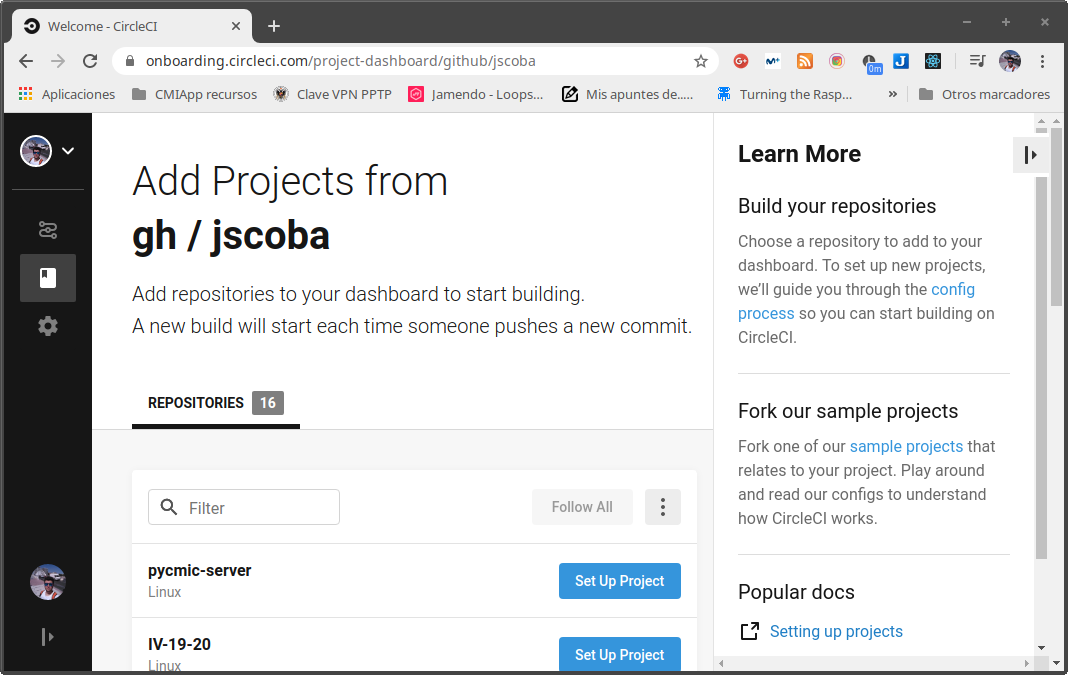 Welcome - CircleCI
onboarding.circleci.com/project-dashboard/github/jscoba
G+
0m
J
Aplicaciones
CMIApp recursos
Clave VPN PPTP
Jamendo - Loops...
Mis apuntes de.....
Turning the Rasp...
»
Otros marcadores
Add Projects from
gh / jscoba
Add repositories to your dashboard to start building.
A new build will start each time someone pushes a new commit.
REPOSITORIES 16
Filter
Follow All
pycmic-server
Linux
Set Up Project
IV-19-20
Linux
Set Up Project
Learn More
Build your repositories
Choose a repository to add to your
dashboard. To set up new projects,
we’ll guide you through the config
process so you can start building on
CircleCI.
Fork our sample projects
Fork one of our sample projects that
relates to your project. Play around
and read our configs to understand
how CircleCI works.
Popular docs
Setting up projects